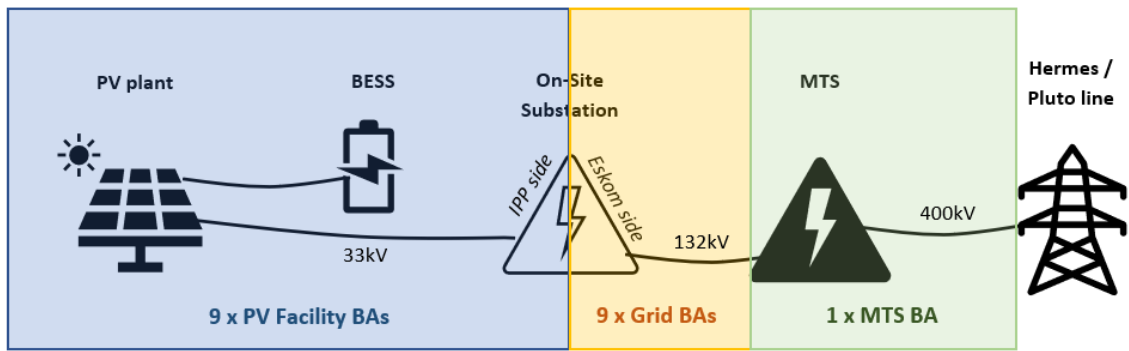 PV plant
BESS
On-Site
Substation
MTS
Hermes /
Pluto line
IPP side
Eskom side
33kV
132kV
400kV
9 x PV Facility BAs
9 x Grid BAs
1 x MTS BA